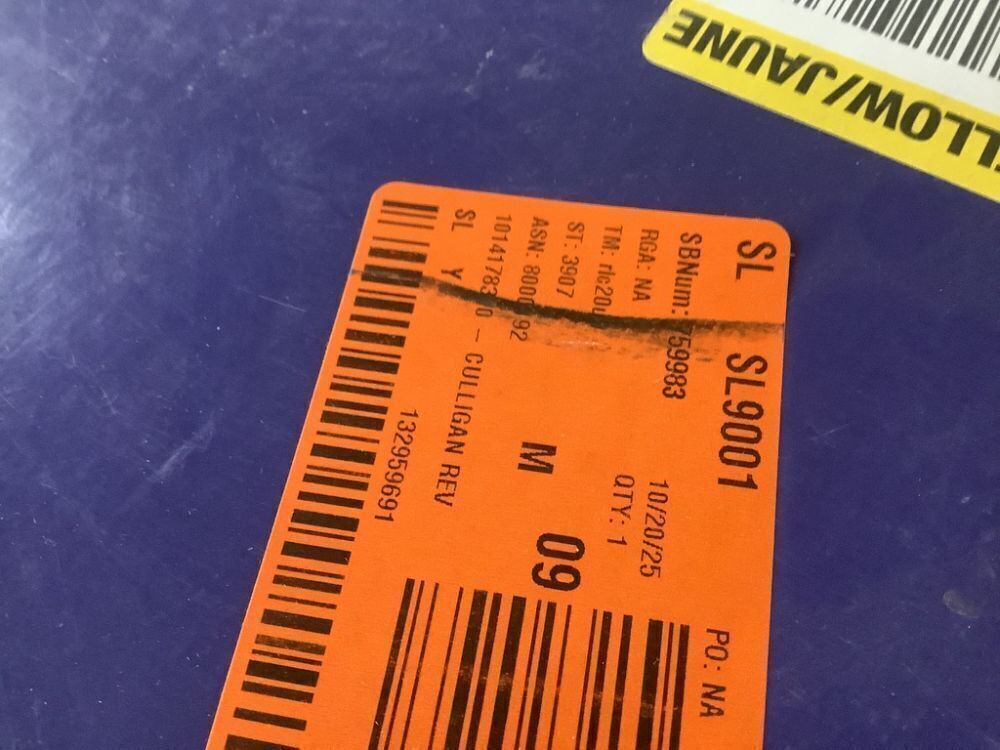 SL SL9001
SBNum: 759983
PO: NA
RGA: NA
10/20/25
QTY: 1
ST: 3907
M 09
CULLIGAN REV
SL Y
132959691
LLOW/JAUNE